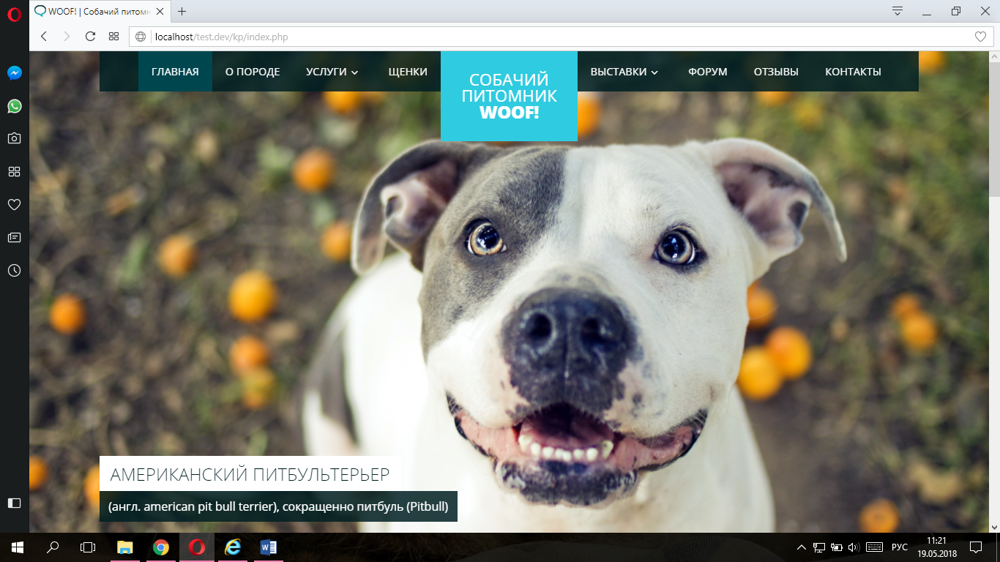 WOOF! | Собачий питомн
localhost/test.dev/kp/index.php
ГЛАВНАЯ
О ПОРОДЕ
УСЛУГИ
ЩЕНКИ
СОБАЧИЙ
ПИТОМНИК
WOOF!
ВЫСТАВКИ
ФОРУМ
ОТЗЫВЫ
КОНТАКТЫ
АМЕРИКАНСКИЙ ПИТБУЛЬТЕРЬЕР
(англ. american pit bull terrier), сокращенно питбуль (Pitbull)
РУС
11:21
19.05.2018